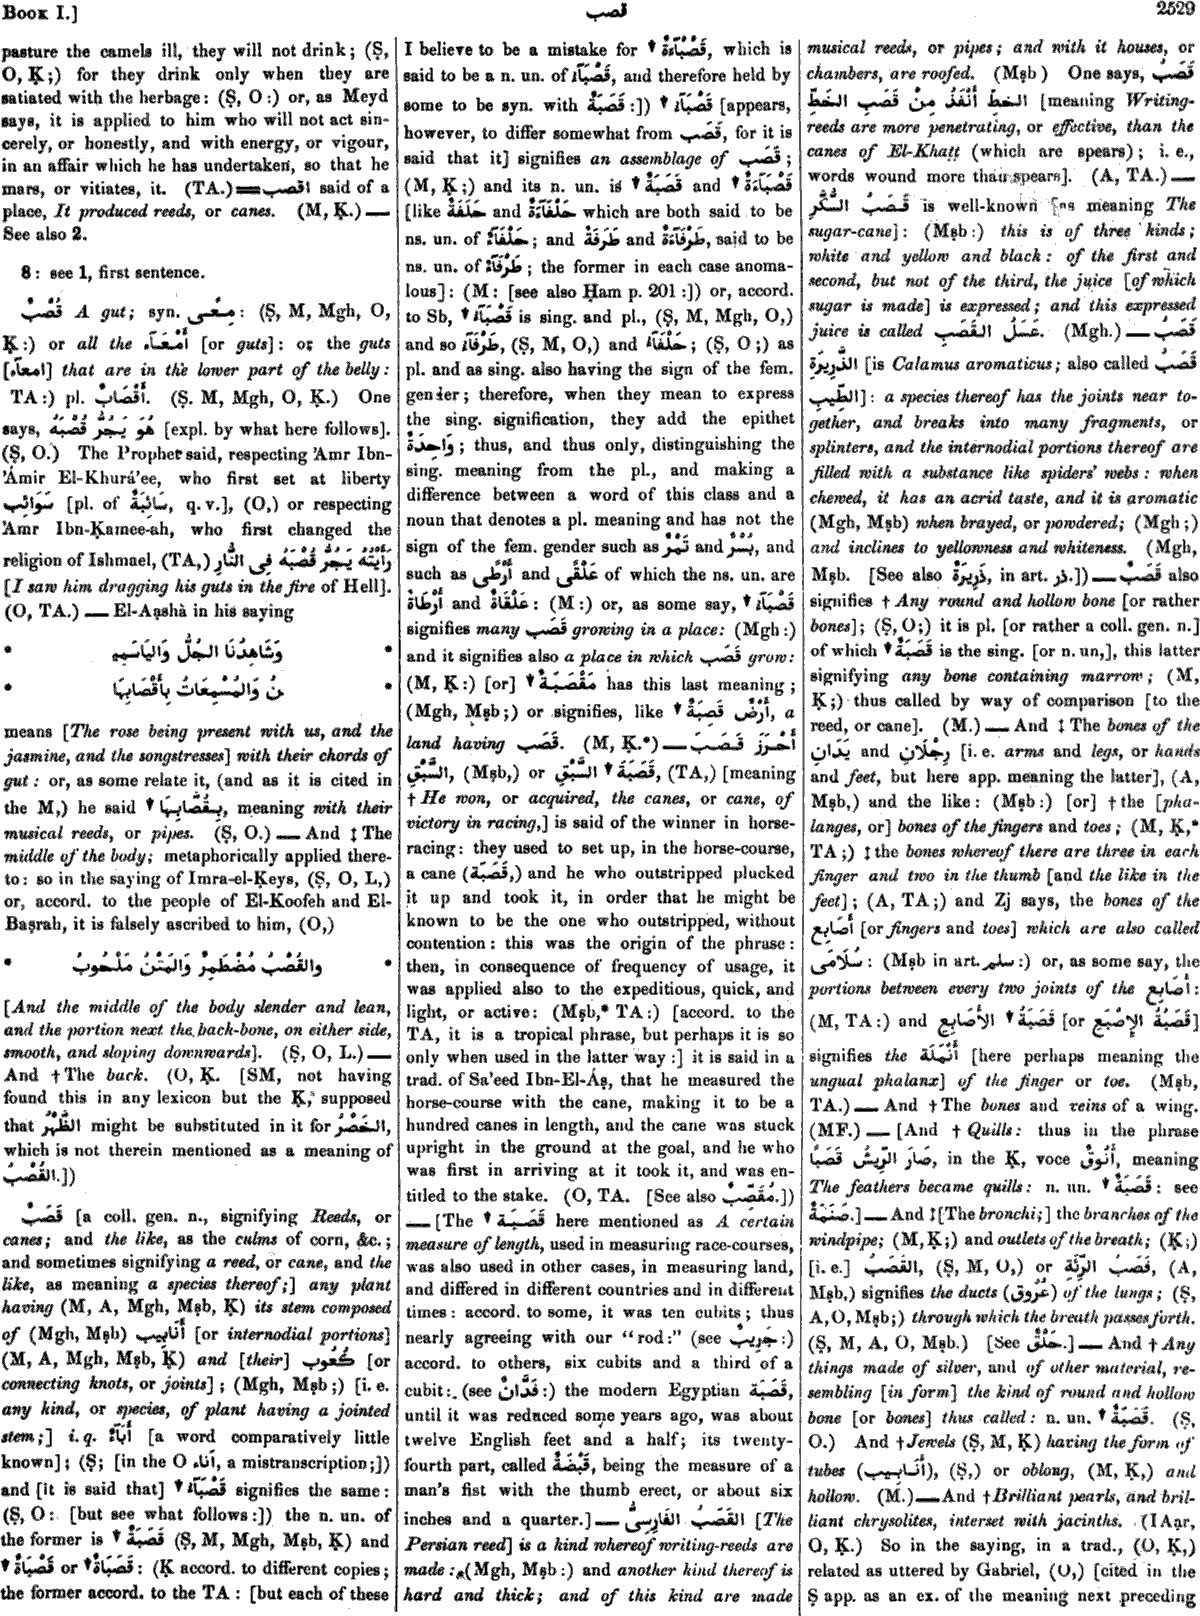 Book I.]
قصب
2529
pasture the camels ill, they will not drink; (Ṣ,
O, Ḳ;) for they drink only when they are
satiated with the herbage: (Ṣ, O:) or, as Meyd
says, it is applied to him who will not act sin-
cerely, or honestly, and with energy, or vigour,
in an affair which he has undertaken, so that he
mars, or vitiates, it. (TA.)═اقصب said of a
place, It produced reeds, or canes. (M, Ḳ.) —
See also 2.
8: see 1, first sentence.
قُصْبٌ A gut; syn. مِعًى: (Ṣ, M, Mgh, O,
Ḳ:) or all the أَمْعَآء [or guts]: or the guts
[امعآء] that are in the lower part of the belly:
TA:) pl. أَقْصَابٌ. (Ṣ. M, Mgh, O, Ḳ.) One
says, هُوَ يَجُرُّ قُصْبَهُ [expl. by what here follows].
(Ṣ, O.) The Prophet said, respecting 'Amr Ibn-
'Ámir El-Khurá'ee, who first set at liberty
سَوَائِب [pl. of سَائِبَةٌ, q. v.], (O,) or respecting
'Amr Ibn-Ḳamee-ah, who first changed the
religion of Ishmael, (TA,) رَأَيْتُهُ يَجُرُّ قُصْبَهُ فِى النَّارِ
[I saw him dragging his guts in the fire of Hell].
(O, TA.) — El-Aạshà in his saying
* وَشَاهِدُنَا الجُلُّ وَاليَاسَمِيـ *
* ـنُ وَالمُسْمِعَاتُ بِأَقْصَابِهَا *
means [The rose being present with us, and the
jasmine, and the songstresses] with their chords of
gut: or, as some relate it, (and as it is cited in
the M,) he said ▼ بِقُصَّابِهَا, meaning with their
musical reeds, or pipes. (Ṣ, O.) — And ‡ The
middle of the body; metaphorically applied there-
to: so in the saying of Imra-el-Ḳeys, (Ṣ, O, L,)
or, accord. to the people of El-Koofeh and El-
Baṣrah, it is falsely ascribed to him, (O,)
* والقُصْبُ مُضْطَمِرٌ وَالمَتْنُ مَلْحُوبُ *
[And the middle of the body slender and lean,
and the portion next the back-bone, on either side,
smooth, and sloping downwards]. (Ṣ, O, L.) —
And † The back. (O, Ḳ. [SM, not having
found this in any lexicon but the Ḳ, supposed
that الظَّهْرُ might be substituted in it for الخَصْرُ,
which is not therein mentioned as a meaning of
القُصْبُ.])
قَصَبٌ [a coll. gen. n., signifying Reeds, or
canes; and the like, as the culms of corn, &c.;
and sometimes signifying a reed, or cane, and the
like, as meaning a species thereof;] any plant
having (M, A, Mgh, Mṣb, Ḳ) its stem composed
of (Mgh, Mṣb) أَنَابِيب [or internodial portions]
(M, A, Mgh, Mṣb, Ḳ) and [their] كُعُوب [or
connecting knots, or joints]; (Mgh, Mṣb;) [i. e.
any kind, or species, of plant having a jointed
stem;] i. q. أَبَآءٌ [a word comparatively little
known]; (Ṣ; [in the O أَنَاء, a mistranscription;])
and [it is said that] ▼ قَصْبَآءُ signifies the same:
(Ṣ, O: [but see what follows:]) the n. un. of
the former is ▼ قَصَبَةٌ (Ṣ, M, Mgh, Mṣb, Ḳ) and
▼ قَصْبَاةٌ or ▼ قَصَبَاةٌ: (Ḳ accord. to different copies;
the former accord. to the TA: [but each of these
I believe to be a mistake for ▼ قَصْبَآءَةٌ, which is
said to be a n. un. of قَصْبَآءُ, and therefore held by
some to be syn. with قَصَبَةٌ:]) ▼ قَصْبَآءُ [appears,
however, to differ somewhat from قَصَب, for it is
said that it] signifies an assemblage of قَصَب;
(M, Ḳ;) and its n. un. is ▼ قَصَبَةٌ and ▼ قَصْبَآءَةٌ
[like حَلَفَةٌ and حَلْفَآءَةٌ which are both said to be
ns. un. of حَلْفَآءُ; and طَرَفَةٌ and طَرْفَآءَةٌ, said to be
ns. un. of طَرْفَآءُ; the former in each case anoma-
lous]: (M: [see also Ḥam p. 201:]) or, accord.
to Sb, ▼ قَصْبَآءُ is sing. and pl., (Ṣ, M, Mgh, O,)
and so طَرْفَآءُ, (Ṣ, M, O,) and حَلْفَآءُ; (Ṣ, O;) as
pl. and as sing. also having the sign of the fem.
gender; therefore, when they mean to express
the sing. signification, they add the epithet
وَاحِدَةٌ; thus, and thus only, distinguishing the
sing. meaning from the pl., and making a
difference between a word of this class and a
noun that denotes a pl. meaning and has not the
sign of the fem. gender such as تَمْرٌ and بُسْرٌ, and
such as أَرْطًى and عَلْقًى of which the ns. un. are
أَرْطَاةٌ and عَلْقَاةٌ: (M:) or, as some say, ▼ قَصْبَآءُ
signifies many قَصَب growing in a place: (Mgh:)
and it signifies also a place in which قَصَب grow:
(M, Ḳ:) [or] ▼ مَقْصَبَةٌ has this last meaning;
(Mgh, Mṣb;) or signifies, like ▼ أَرْضٌ قَصِبَةٌ, a
land having قَصَب. (M, Ḳ.*) — أَحْرَزَ قَصَبَ
السَّبْقِ, (Mṣb,) or ▼ قَصَبَةَ السَّبْقِ, (TA,) [meaning
† He won, or acquired, the canes, or cane, of
victory in racing,] is said of the winner in horse-
racing: they used to set up, in the horse-course,
a cane (قَصَبَة,) and he who outstripped plucked
it up and took it, in order that he might be
known to be the one who outstripped, without
contention: this was the origin of the phrase:
then, in consequence of frequency of usage, it
was applied also to the expeditious, quick, and
light, or active: (Mṣb,* TA:) [accord. to the
TA, it is a tropical phrase, but perhaps it is so
only when used in the latter way:] it is said in a
trad. of Sa'eed Ibn-El-Áṣ, that he measured the
horse-course with the cane, making it to be a
hundred canes in length, and the cane was stuck
upright in the ground at the goal, and he who
was first in arriving at it took it, and was en-
titled to the stake. (O, TA. [See also مُقَصِّبٌ.])
— [The ▼ قَصَبَة here mentioned as A certain
measure of length, used in measuring race-courses,
was also used in other cases, in measuring land,
and differed in different countries and in different
times: accord. to some, it was ten cubits; thus
nearly agreeing with our "rod:" (see جَرِيبٌ:)
accord. to others, six cubits and a third of a
cubit: (see فَدَّانٌ:) the modern Egyptian قَصَبَة,
until it was reduced some years ago, was about
twelve English feet and a half; its twenty-
fourth part, called قَبْضَةٌ, being the measure of a
man's fist with the thumb erect, or about six
inches and a quarter.] — القَصَبُ الفَارِسِىُّ [The
Persian reed] is a kind whereof writing-reeds are
made: (Mgh, Mṣb:) and another kind thereof is
hard and thick; and of this kind are made
musical reeds, or pipes; and with it houses, or
chambers, are roofed. (Mṣb) One says, قَصَبُ
الخطِّ أَنْفَذُ مِنْ قَصَبِ الخَطِّ [meaning Writing-
reeds are more penetrating, or effective, than the
canes of El-Khaṭṭ (which are spears); i. e.,
words wound more than spears]. (A, TA.) —
قَصَبُ السُّكَّرِ is well-known [as meaning The
sugar-cane]: (Mṣb:) this is of three kinds;
white and yellow and black: of the first and
second, but not of the third, the juice [of which
sugar is made] is expressed; and this expressed
juice is called عَسَلُ القَصَبِ. (Mgh.) — قَصَبُ
الذَّرِيرَةِ [is Calamus aromaticus; also called قَصَبُ
الطِّيبِ]: a species thereof has the joints near to-
gether, and breaks into many fragments, or
splinters, and the internodial portions thereof are
filled with a substance like spiders' webs: when
chewed, it has an acrid taste, and it is aromatic
(Mgh, Mṣb) when brayed, or powdered; (Mgh;)
and inclines to yellowness and whiteness. (Mgh,
Mṣb. [See also ذَرِيرَةٌ, in art. ذر.]) — قَصَبٌ also
signifies † Any round and hollow bone [or rather
bones]; (Ṣ, O;) it is pl. [or rather a coll. gen. n.]
of which ▼ قَصَبَةٌ is the sing. [or n. un,], this latter
signifying any bone containing marrow; (M,
Ḳ;) thus called by way of comparison [to the
reed, or cane]. (M.) — And ‡ The bones of the
يَدَانِ and رِجْلَانِ [i. e. arms and legs, or hands
and feet, but here app. meaning the latter], (A,
Mṣb,) and the like: (Mṣb:) [or] † the [pha-
langes, or] bones of the fingers and toes; (M, Ḳ,*
TA;) ‡ the bones whereof there are three in each
finger and two in the thumb [and the like in the
feet]; (A, TA;) and Zj says, the bones of the
أَصَابِع [or fingers and toes] which are also called
سُلَامَى: (Mṣb in art. سلم:) or, as some say, the
portions between every two joints of the أَصَابِع:
(M, TA:) and ▼ قَصَبَةُ الأَصَابِعِ [or قَصَبَةُ الإِصْبَعِ]
signifies the أَنْمُلَة [here perhaps meaning the
ungual phalanx] of the finger or toe. (Mṣb,
TA.) — And † The bones and reins of a wing.
(MF.) — [And † Quills: thus in the phrase
صَارَ الرِّيشُ قَصَبًا, in the Ḳ, voce أَنُوقٌ, meaning
The feathers became quills: n. un. ▼ قَصَبَةٌ: see
صَنَمَةٌ.] — And ‡ [The bronchi;] the branches of the
windpipe; (M, Ḳ;) and outlets of the breath; (Ḳ;)
[i. e.] القَصَبُ, (Ṣ, M, O,) or قَصَبُ الرِّئَةِ, (A,
Mṣb,) signifies the ducts (عُرُوق) of the lungs; (Ṣ,
A, O, Mṣb;) through which the breath passes forth.
(Ṣ, M, A, O, Mṣb.) [See حَلْقٌ.] — And † Any
things made of silver, and of other material, re-
sembling [in form] the kind of round and hollow
bone [or bones] thus called: n. un. ▼ قَصَبَةٌ. (Ṣ,
O.) And † Jewels (Ṣ, M, Ḳ) having the form of
tubes (أَنَابِيب), (Ṣ,) or oblong, (M, Ḳ,) and
hollow. (M.) — And † Brilliant pearls, and bril-
liant chrysolites, interset with jacinths. (IAạr,
O, Ḳ.) So in the saying, in a trad., (O, Ḳ,)
related as uttered by Gabriel, (O,) [cited in the
Ṣ app. as an ex. of the meaning next preceding